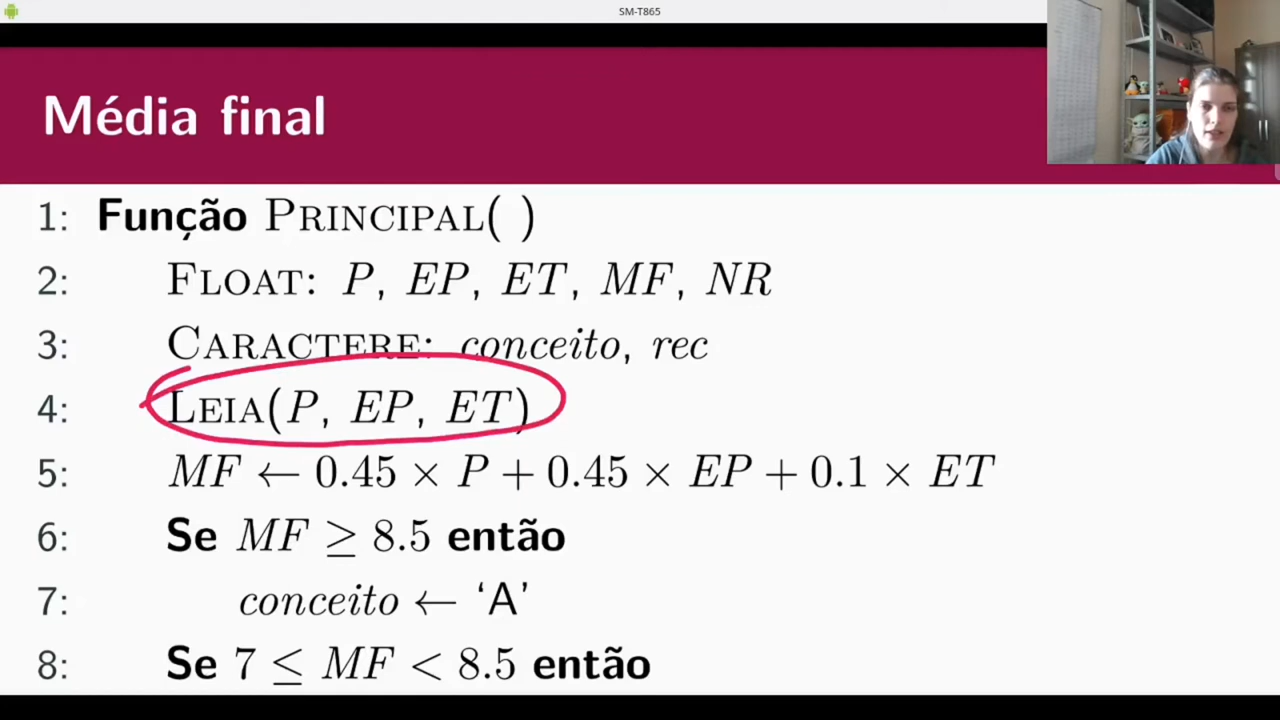 SM-T865
Média final
1: Função PRINCIPAL( )
2: FLOAT: P, EP, ET, MF, NR
3: CARACTERE: conceito, rec
4: LEIA(P, EP, ET)
5: MF ← 0.45 × P + 0.45 × EP + 0.1 × ET
6: Se MF ≥ 8.5 então
7: conceito ← ‘A’
8: Se 7 ≤ MF < 8.5 então